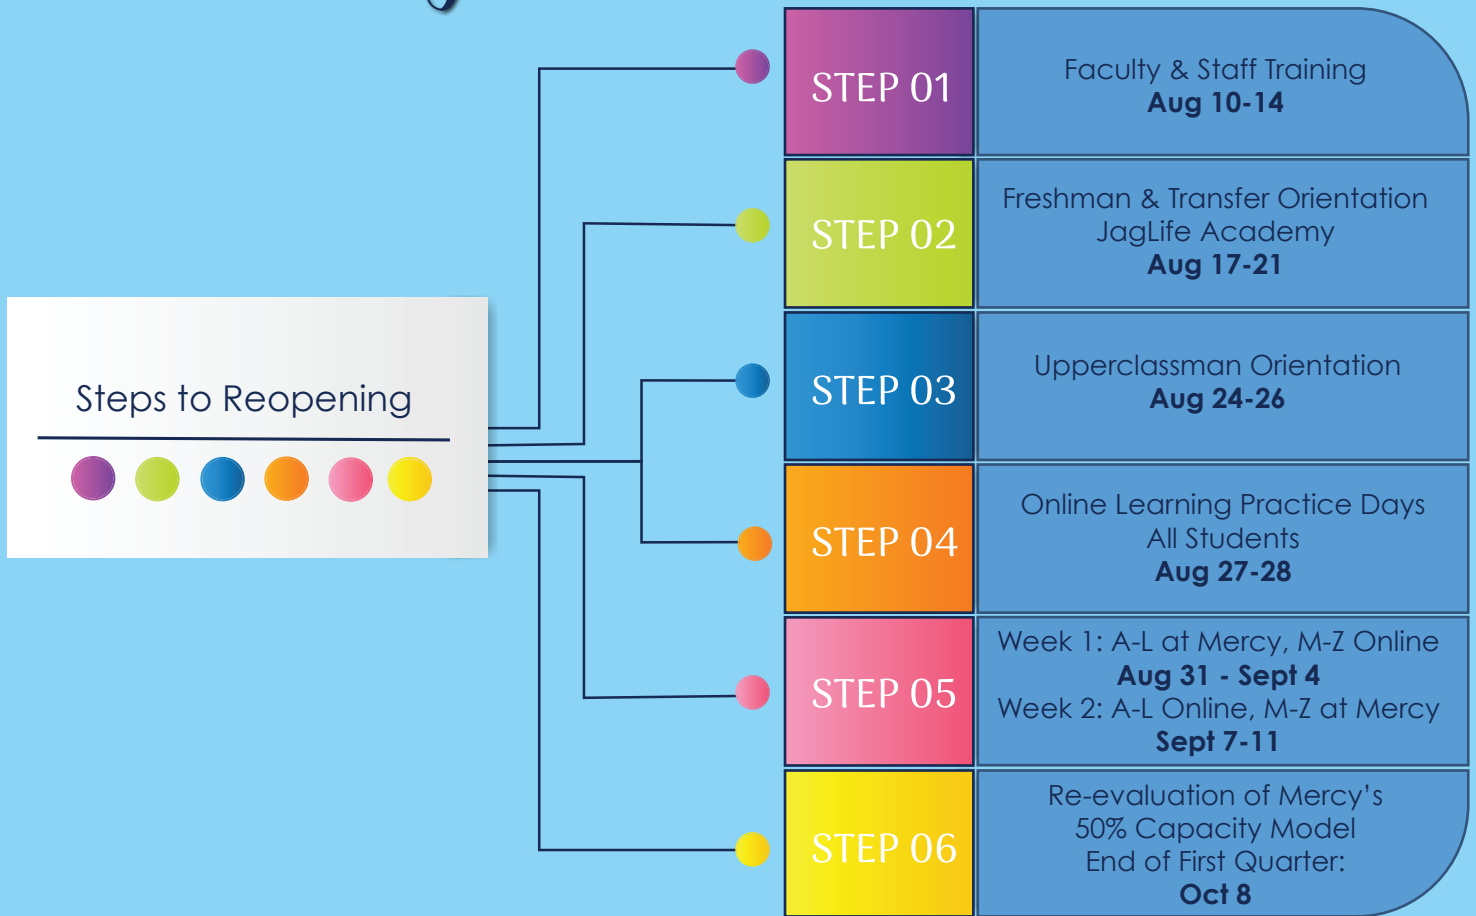 Steps to Reopening
STEP 01
Faculty & Staff Training
Aug 10-14
STEP 02
Freshman & Transfer Orientation
JagLife Academy
Aug 17-21
STEP 03
Upperclassman Orientation
Aug 24-26
STEP 04
Online Learning Practice Days
All Students
Aug 27-28
STEP 05
Week 1: A-L at Mercy, M-Z Online
Aug 31 - Sept 4
Week 2: A-L Online, M-Z at Mercy
Sept 7-11
STEP 06
Re-evaluation of Mercy’s
50% Capacity Model
End of First Quarter:
Oct 8